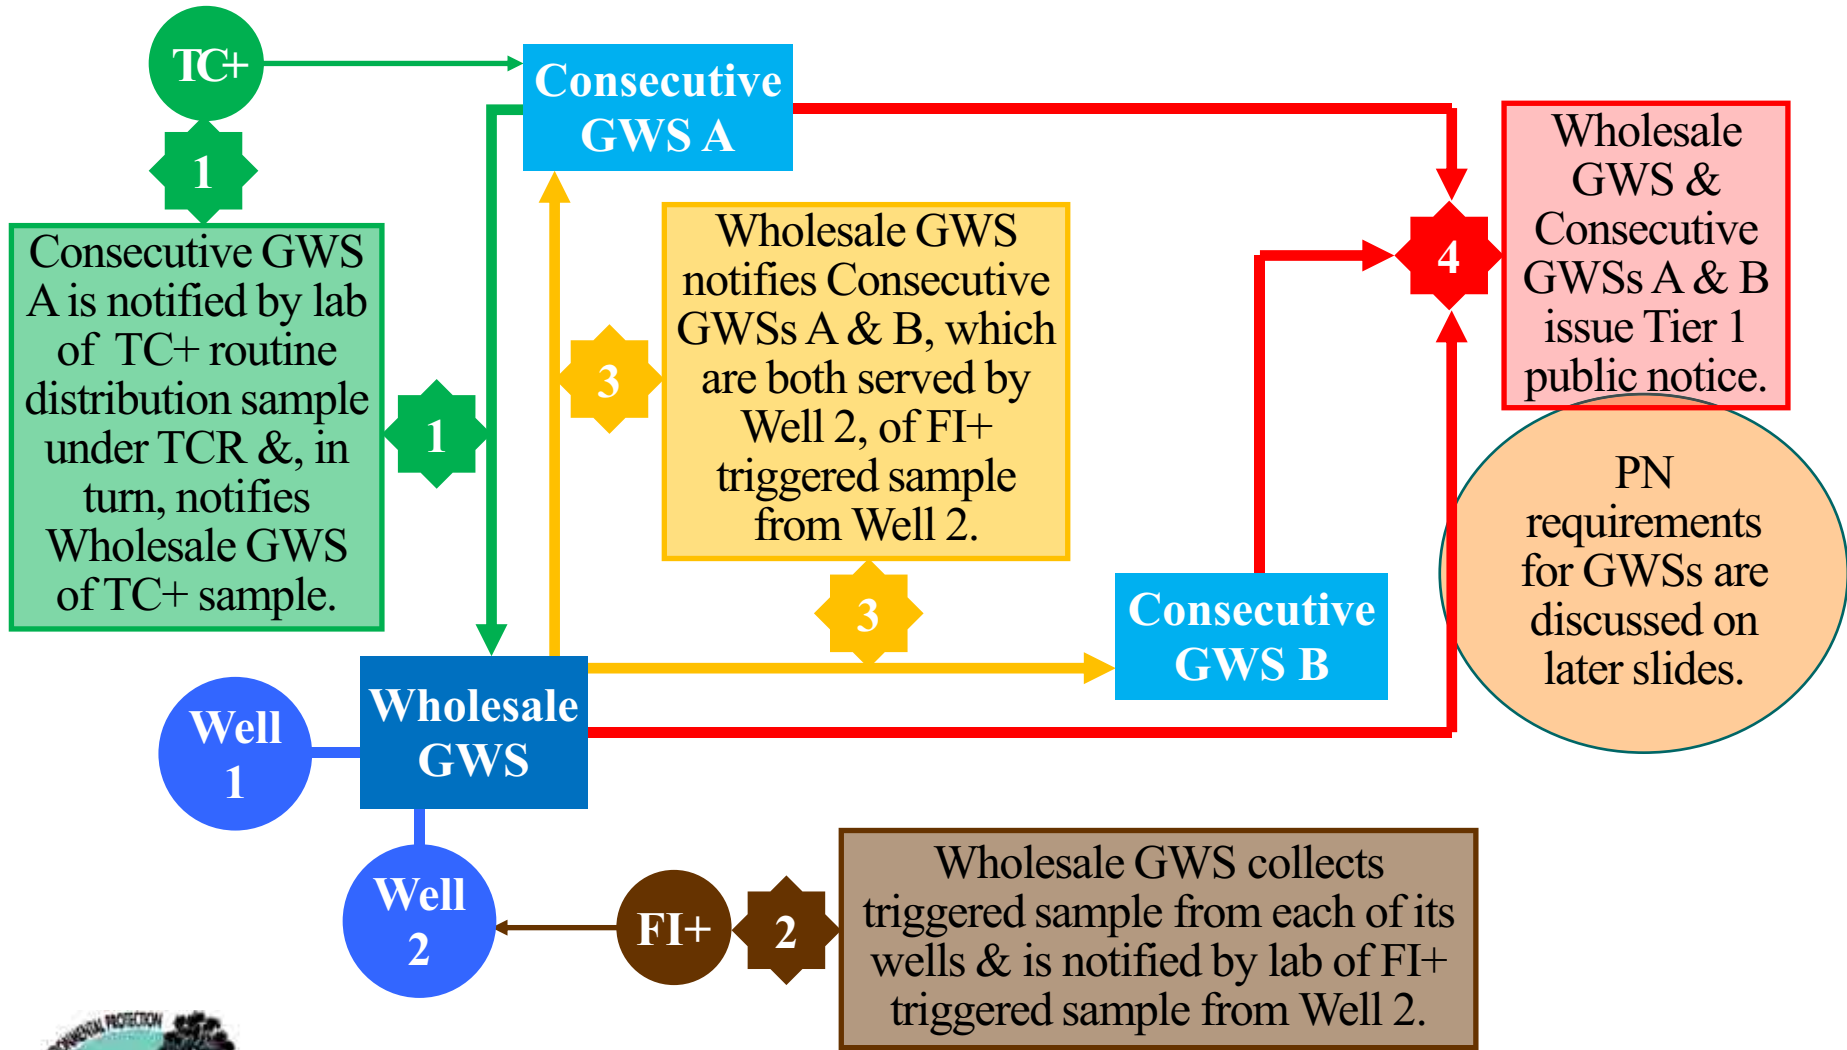 TC+
1
Consecutive GWS
A is notified by lab
of TC+ routine
distribution sample
under TCR &, in
turn, notifies
Wholesale GWS
of TC+ sample.
1
Consecutive
GWS A
Wholesale GWS
notifies Consecutive
GWSs A & B, which
are both served by
Well 2, of FI+
triggered sample
from Well 2.
3
3
Consecutive
GWS B
4
Wholesale
GWS &
Consecutive
GWSs A & B
issue Tier 1
public notice.
PN
requirements
for GWSs are
discussed on
later slides.
Wholesale
GWS
Well
1
Well
2
FI+
2
Wholesale GWS collects
triggered sample from each of its
wells & is notified by lab of FI+
triggered sample from Well 2.
PROTECTION